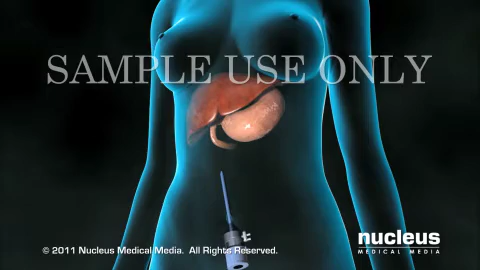 SAMPLE USE ONLY
nucleus
MEDICAL MEDIA
© 2011 Nucleus Medical Media. All Rights Reserved.